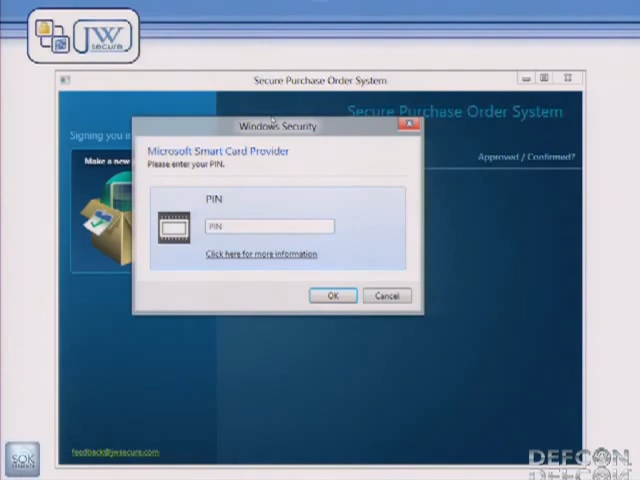 JW
secure
Secure Purchase Order System
Secure Purchase Order System
Signing you i
Windows Security
Microsoft Smart Card Provider
Please enter your PIN.
Make a new
Approved / Confirmed?
PIN
PIN
Click here for more information
OK
Cancel
feedback@jwsecure.com
SOK
DEFCON